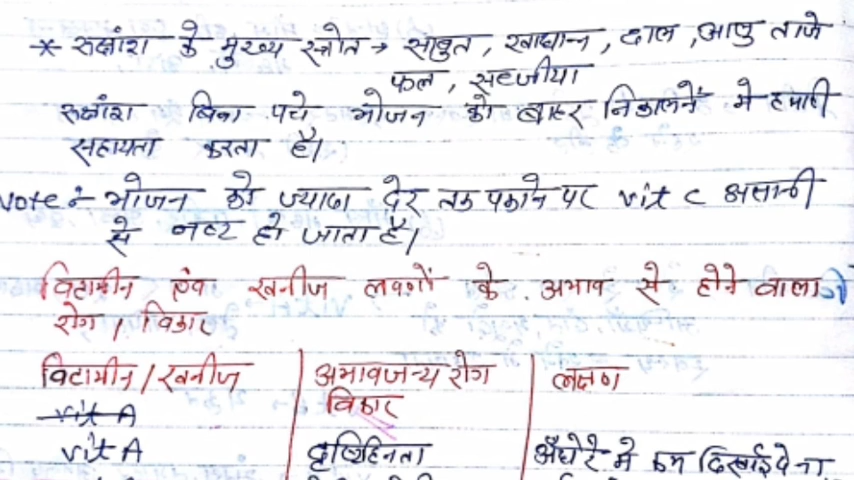 * रुक्षांश के मुख्य स्त्रोत → साबुत, खाद्यान्न, दाल, आलु ताजे
फल, सब्जीया
रुक्षांश बिना पचे भोजन को बाहर निकालने में हमारी
सहायता करता है।
Note:- भोजन को ज्यादा देर तक पकाने पर vit C असानी
से नष्ट हो जाता है।
विटामीन एंव खनीज लवणों के अभाव से होने वाला
रोग / विकार
विटामीन / खनीज | अभावजन्य रोग | लक्षण
विकार
vit A
vit A दृष्टिहिनता अँधेरे मे कम दिखाई देना